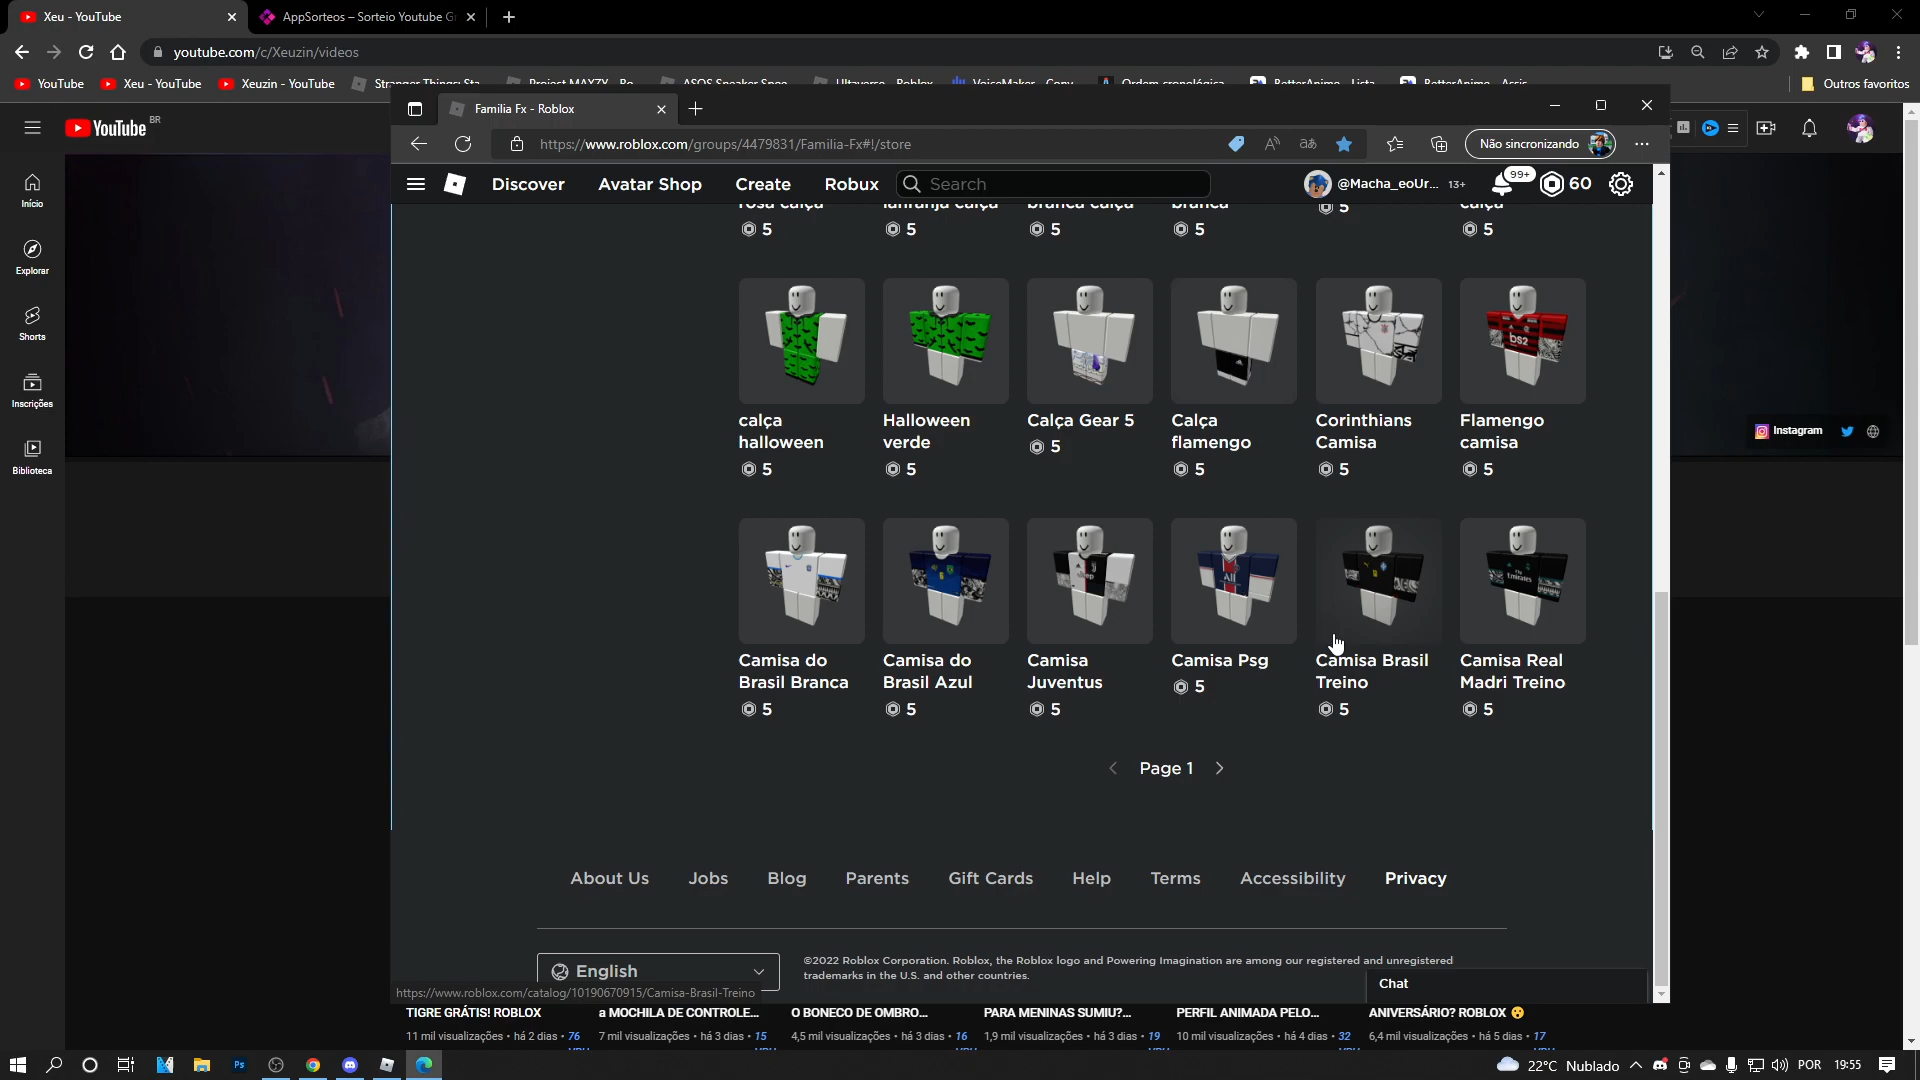 Xeu - YouTube
AppSorteos – Sorteio Youtube G
youtube.com/c/Xeuzin/videos
YouTube
Xeu - YouTube
Xeuzin - YouTube
Outros favoritos
YouTube BR
Familia Fx - Roblox
https://www.roblox.com/groups/4479831/Familia-Fx#!/store
Não sincronizando
Discover
Avatar Shop
Create
Robux
Search
@Macha_eoUr...
13+
99+
60
Início
Explorar
Shorts
Inscrições
Biblioteca
5
5
5
5
5
5
calça
halloween
5
Halloween
verde
5
Calça Gear 5
5
Calça
flamengo
5
Corinthians
Camisa
5
Flamengo
camisa
5
Instagram
Camisa do
Brasil Branca
5
Camisa do
Brasil Azul
5
Camisa
Juventus
5
Camisa Psg
5
Camisa Brasil
Treino
5
Camisa Real
Madri Treino
5
Page 1
About Us
Jobs
Blog
Parents
Gift Cards
Help
Terms
Accessibility
Privacy
English
©2022 Roblox Corporation. Roblox, the Roblox logo and Powering Imagination are among our registered and unregistered
trademarks in the U.S. and other countries.
Chat
https://www.roblox.com/catalog/10190670915/Camisa-Brasil-Treino
TIGRE GRÁTIS! ROBLOX
a MOCHILA DE CONTROLE...
O BONECO DE OMBRO...
PARA MENINAS SUMIU?...
PERFIL ANIMADA PELO...
ANIVERSÁRIO? ROBLOX 😲
11 mil visualizações • há 2 dias • 76
7 mil visualizações • há 3 dias • 15
4,5 mil visualizações • há 3 dias • 16
1,9 mil visualizações • há 3 dias • 19
10 mil visualizações • há 4 dias • 32
6,4 mil visualizações • há 5 dias • 17
22°C Nublado
POR
19:55